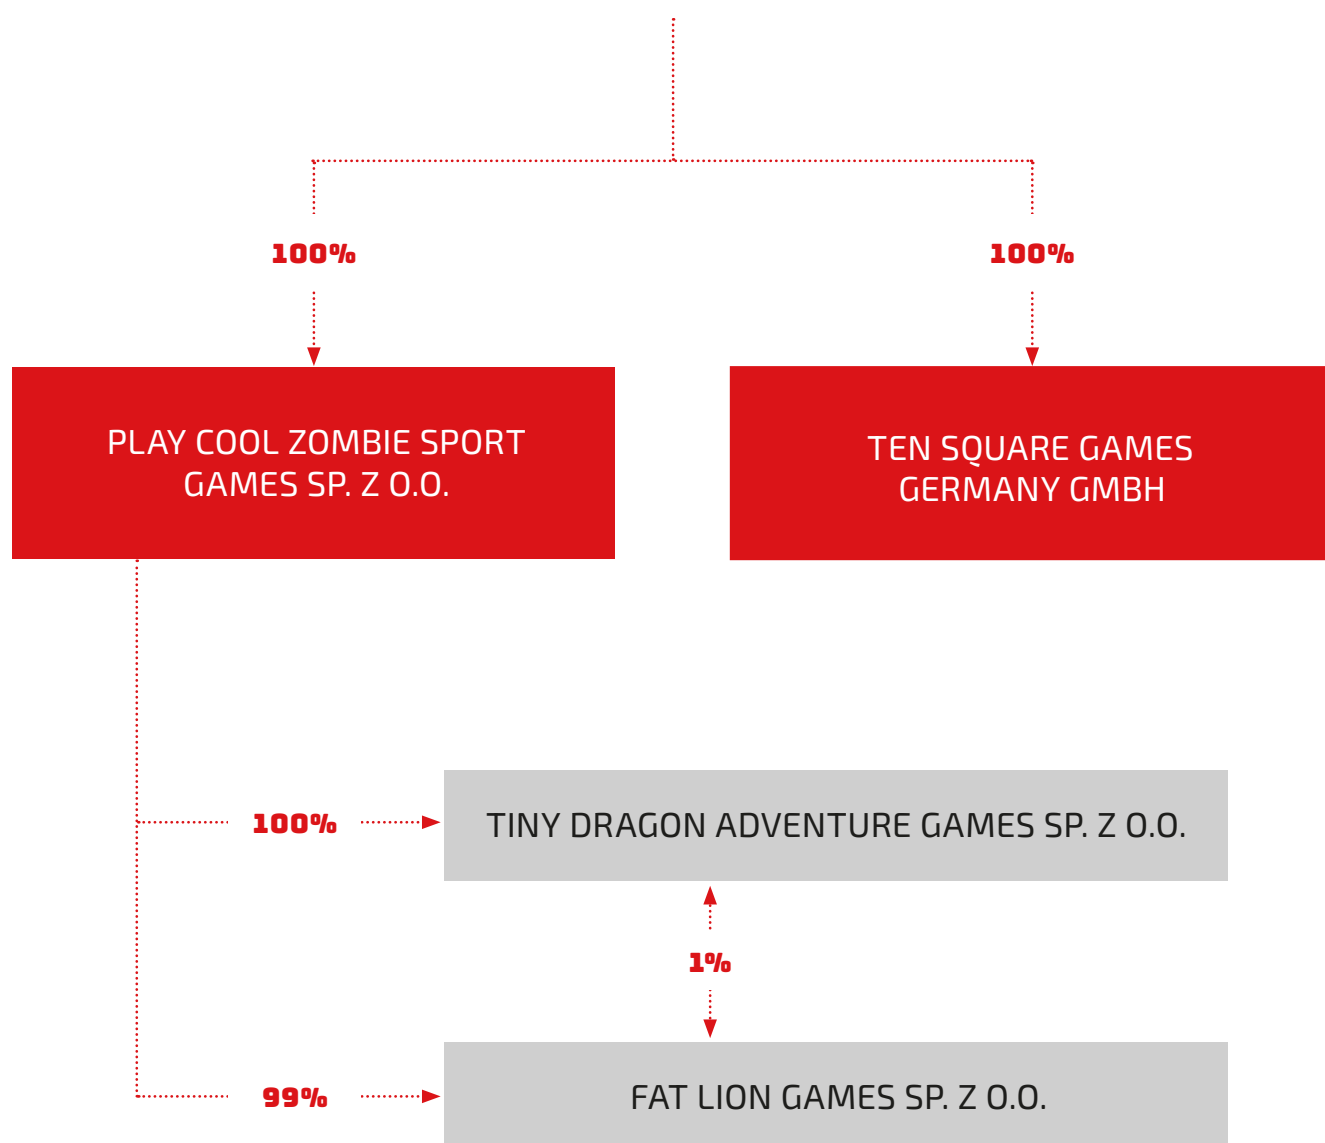 100%
100%
PLAY COOL ZOMBIE SPORT
GAMES SP. Z O.O.
TEN SQUARE GAMES
GERMANY GMBH
100%
TINY DRAGON ADVENTURE GAMES SP. Z O.O.
1%
99%
FAT LION GAMES SP. Z O.O.